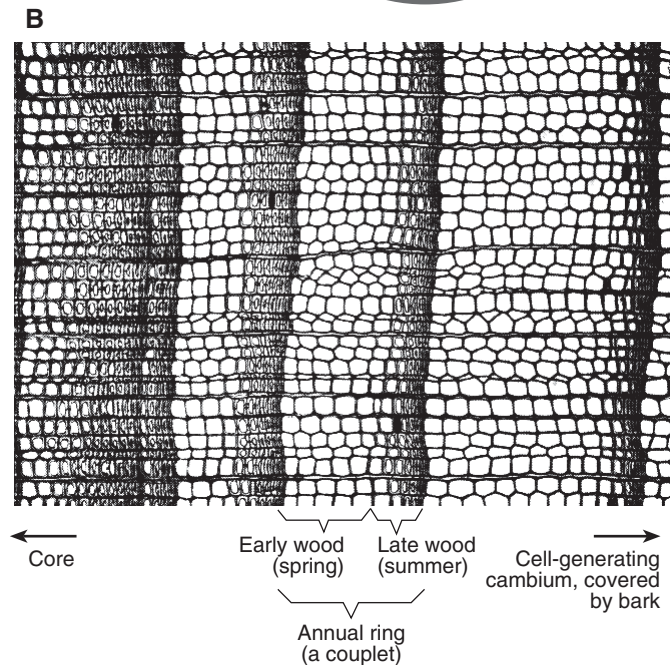 B
Core
Early wood
(spring)
Late wood
(summer)
Cell-generating
cambium, covered
by bark
Annual ring
(a couplet)